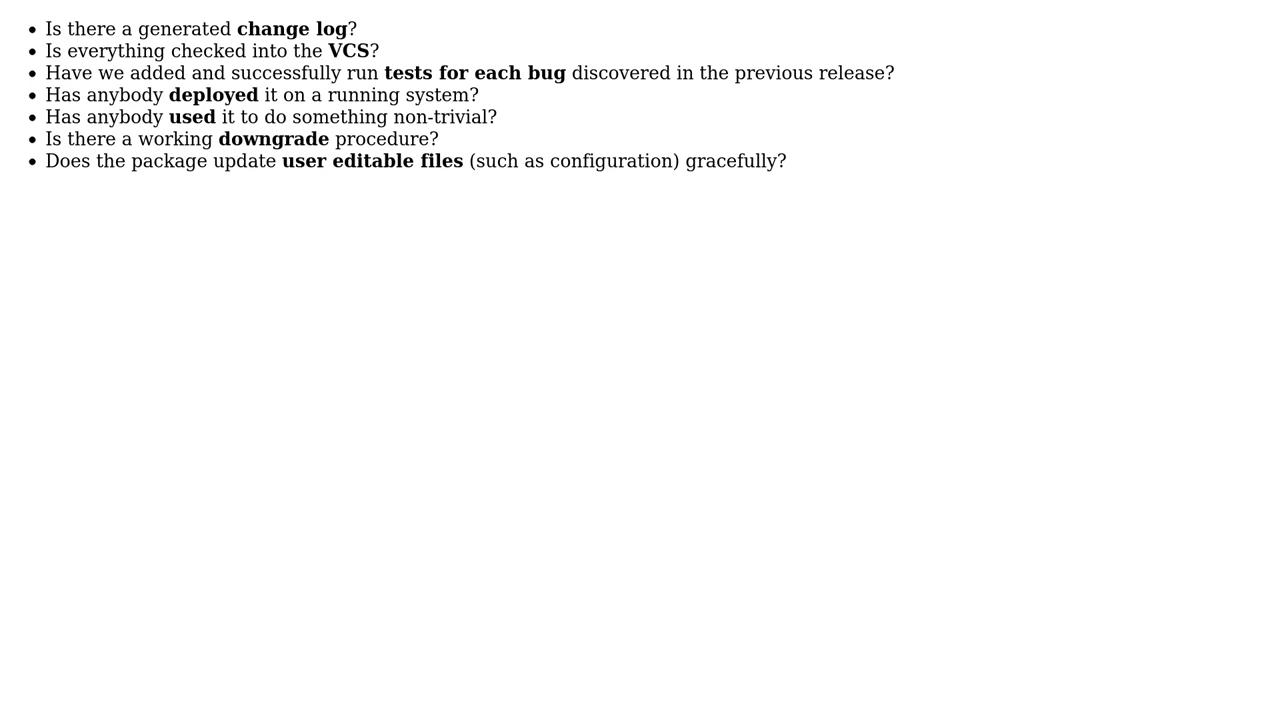 • Is there a generated change log?
• Is everything checked into the VCS?
• Have we added and successfully run tests for each bug discovered in the previous release?
• Has anybody deployed it on a running system?
• Has anybody used it to do something non-trivial?
• Is there a working downgrade procedure?
• Does the package update user editable files (such as configuration) gracefully?